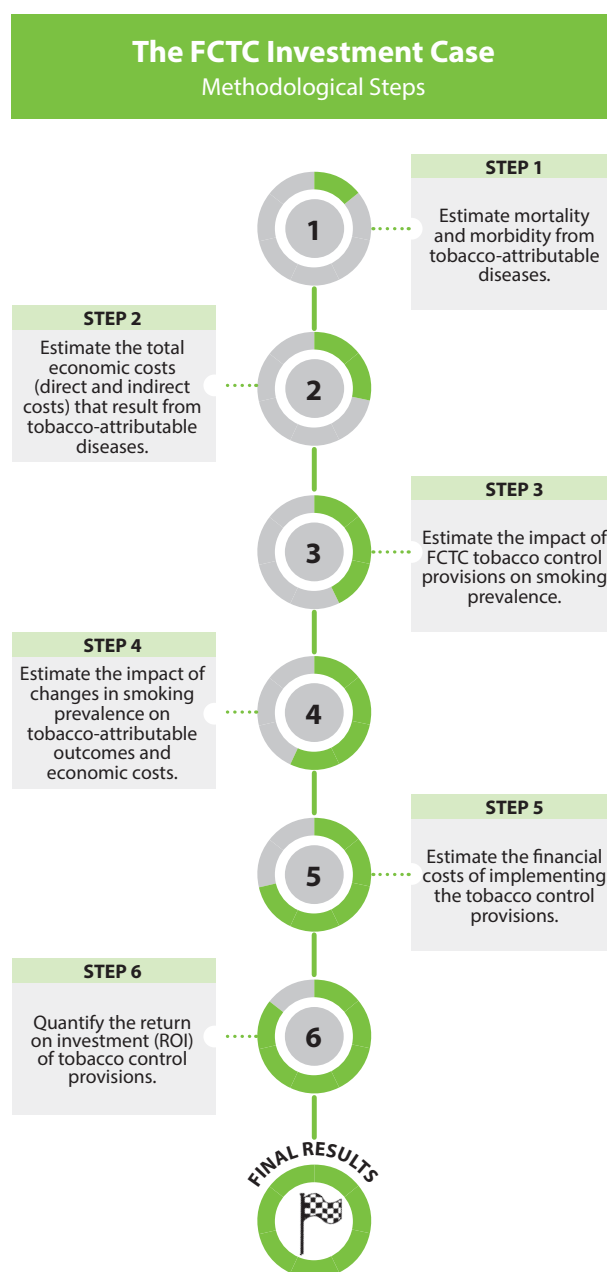 The FCTC Investment Case
Methodological Steps
1
STEP 1
Estimate mortality
and morbidity from
tobacco-attributable
diseases.
STEP 2
Estimate the total
economic costs
(direct and indirect
costs) that result from
tobacco-attributable
diseases.
2
3
STEP 3
Estimate the impact of
FCTC tobacco control
provisions on smoking
prevalence.
STEP 4
Estimate the impact of
changes in smoking
prevalence on
tobacco-attributable
outcomes and
economic costs.
4
5
STEP 5
Estimate the financial
costs of implementing
the tobacco control
provisions.
STEP 6
Quantify the return
on investment (ROI)
of tobacco control
provisions.
6
FINAL RESULTS